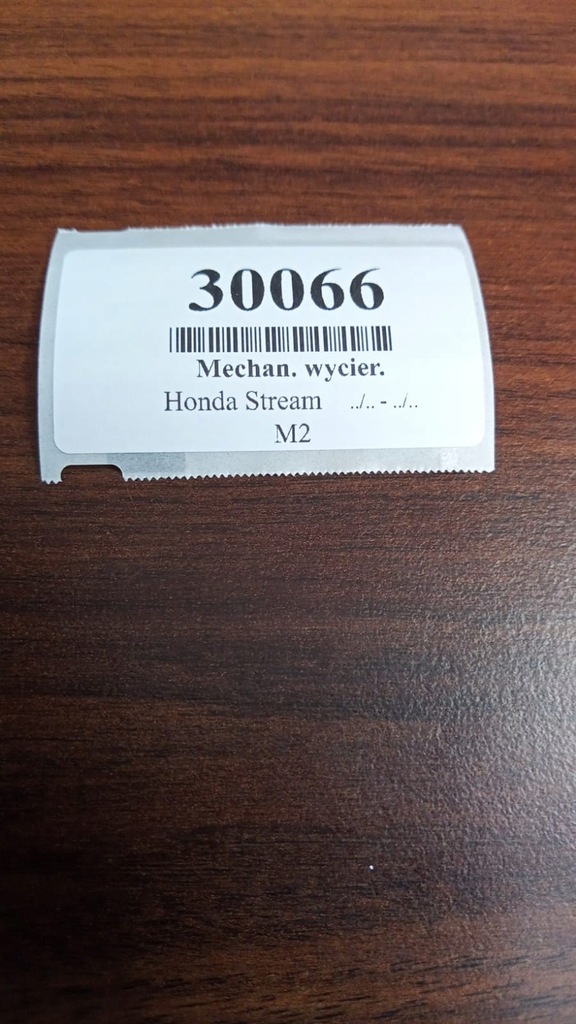 30066
Mechan. wycier.
Honda Stream ../.. - ../..
M2